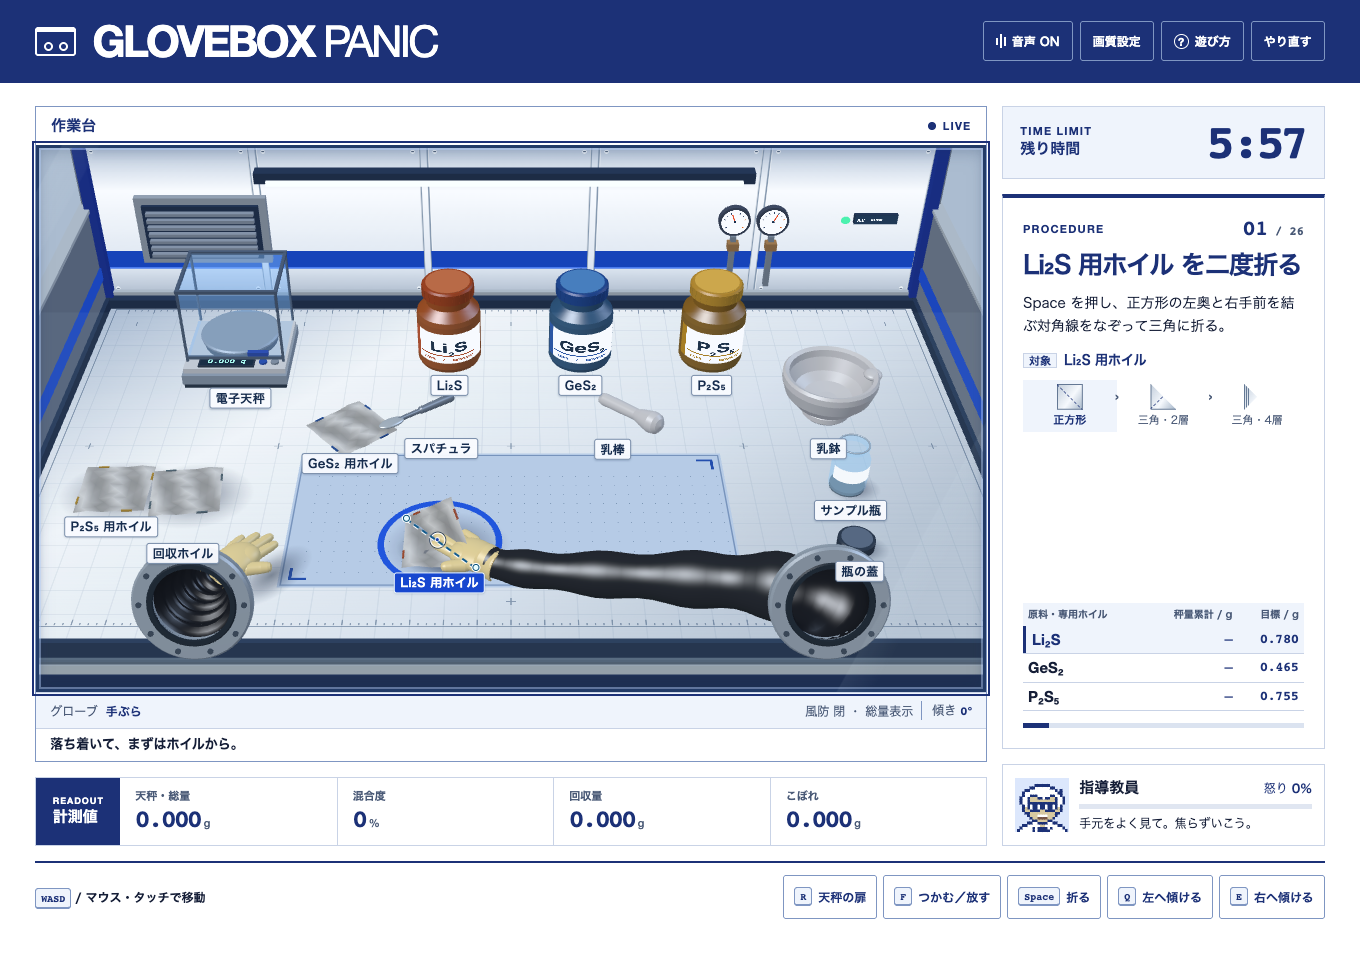 GLOVEBOX PANIC
音声 ON
画質設定
? 遊び方
やり直す
作業台
LIVE
TIME LIMIT
残り時間
5:57
PROCEDURE
01 / 26
Li₂S 用ホイル を二度折る
Space を押し、正方形の左奥と右手前を結
ぶ対角線をなぞって三角に折る。
対象 Li₂S 用ホイル
正方形 › 三角・2層 › 三角・4層
原料・専用ホイル 秤量累計 / g 目標 / g
Li₂S — 0.780
GeS₂ — 0.465
P₂S₅ — 0.755
0.000 g
電子天秤
Li₂S
Li₂S
GeS₂
GeS₂
P₂S₅
P₂S₅
GeS₂ 用ホイル
スパチュラ
乳棒
乳鉢
サンプル瓶
瓶の蓋
P₂S₅ 用ホイル
回収ホイル
Li₂S 用ホイル
グローブ 手ぶら
風防 閉 ・ 総量表示
傾き 0°
落ち着いて、まずはホイルから。
READOUT
計測値
天秤・総量
0.000 g
混合度
0 %
回収量
0.000 g
こぼれ
0.000 g
指導教員
怒り 0%
手元をよく見て。焦らずいこう。
WASD / マウス・タッチで移動
R 天秤の扉
F つかむ／放す
Space 折る
Q 左へ傾ける
E 右へ傾ける